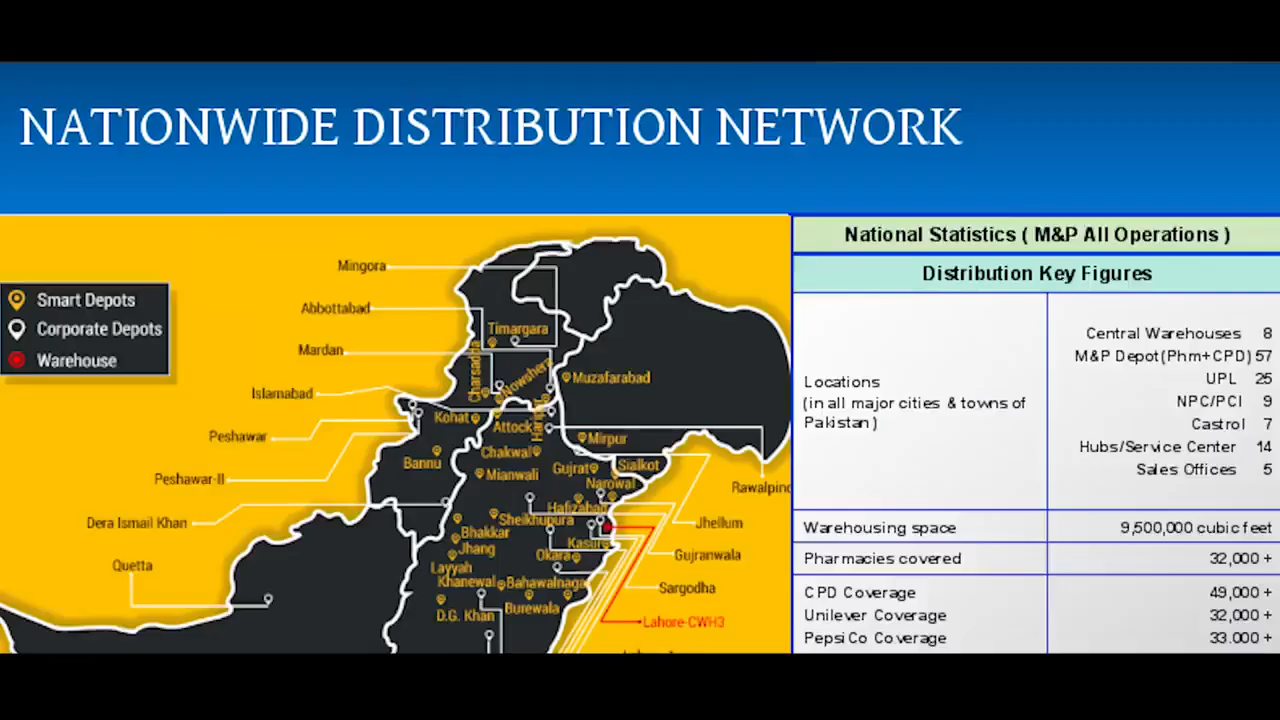 NATIONWIDE DISTRIBUTION NETWORK
Smart Depots
Corporate Depots
Warehouse
Mingora
Abbottabad
Mardan
Islamabad
Peshawar
Peshawar-II
Dera Ismail Khan
Quetta
Timargara
Charsadda
Nowshera
Muzafarabad
Kohat
Attock
Haripur
Mirpur
Chakwal
Bannu
Mianwali
Gujrat
Sialkot
Narowal
Rawalpind
Hafizabad
Sheikhupura
Jhellum
Bhakkar
Kasur
Jhang
Okara
Gujranwala
Layyah
Khanewal
Bahawalnagar
Sargodha
Burewala
D.G. Khan
Lahore-CWH3
National Statistics ( M&P All Operations )
Distribution Key Figures
Locations
(in all major cities & towns of
Pakistan)
Central Warehouses 8
M&P Depot(Phm+CPD) 57
UPL 25
NPC/PCI 9
Castrol 7
Hubs/Service Center 14
Sales Offices 5
Warehousing space 9,500,000 cubic feet
Pharmacies covered 32,000 +
CPD Coverage 49,000 +
Unilever Coverage 32,000 +
PepsiCo Coverage 33.000 +